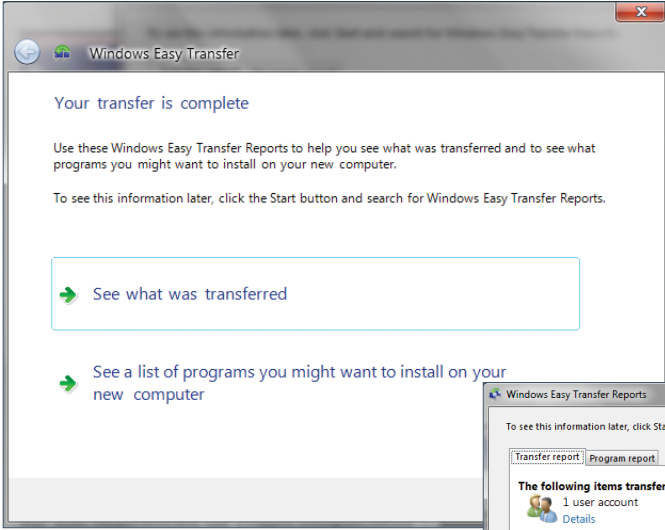 Windows Easy Transfer
Your transfer is complete
Use these Windows Easy Transfer Reports to help you see what was transferred and to see what
programs you might want to install on your new computer.
To see this information later, click the Start button and search for Windows Easy Transfer Reports.
See what was transferred
See a list of programs you might want to install on your
new computer
Windows Easy Transfer Reports
To see this information later, click Sta
Transfer report
Program report
The following items transfer
1 user account
Details